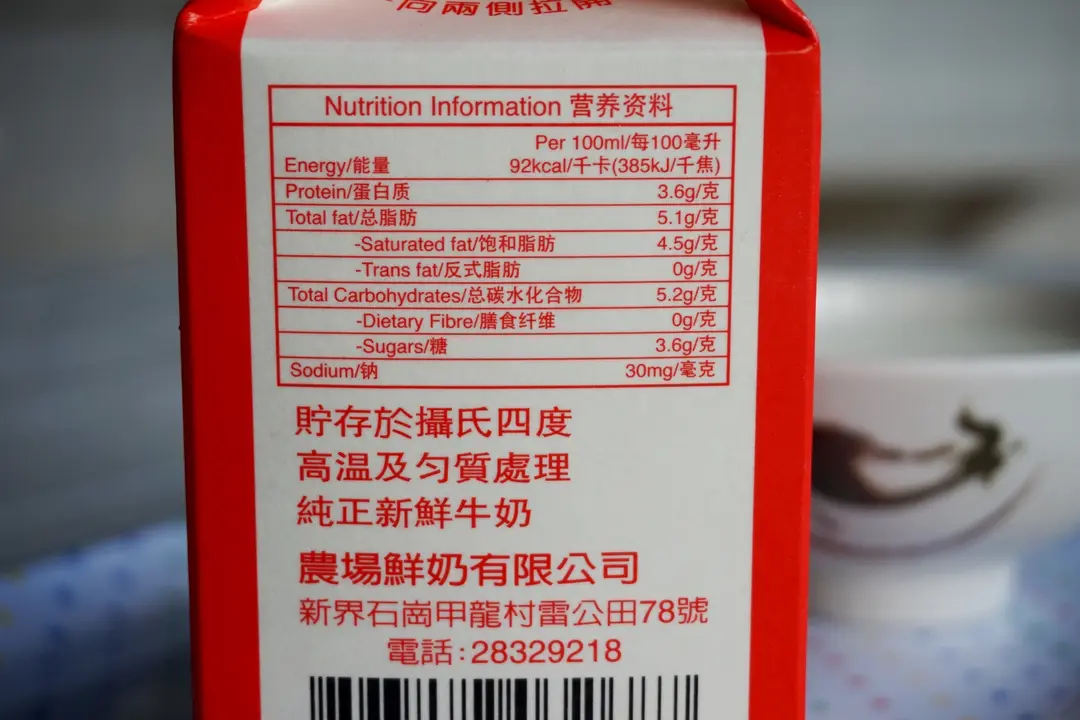 向兩側拉開
Nutrition Information 营养资料
Per 100ml/每100毫升
Energy/能量 92kcal/千卡(385kJ/千焦)
Protein/蛋白质 3.6g/克
Total fat/总脂肪 5.1g/克
-Saturated fat/饱和脂肪 4.5g/克
-Trans fat/反式脂肪 0g/克
Total Carbohydrates/总碳水化合物 5.2g/克
-Dietary Fibre/膳食纤维 0g/克
-Sugars/糖 3.6g/克
Sodium/钠 30mg/毫克
貯存於攝氏四度
高温及匀質處理
純正新鮮牛奶
農場鮮奶有限公司
新界石崗甲龍村雷公田78號
電話:28329218